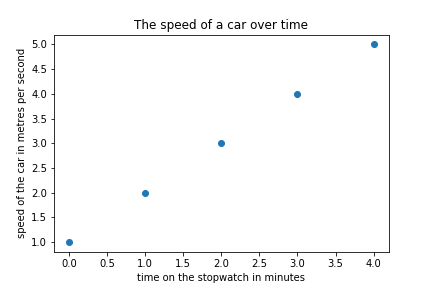 The speed of a car over time
speed of the car in metres per second
5.0
4.5
4.0
3.5
3.0
2.5
2.0
1.5
1.0
0.0 0.5 1.0 1.5 2.0 2.5 3.0 3.5 4.0
time on the stopwatch in minutes